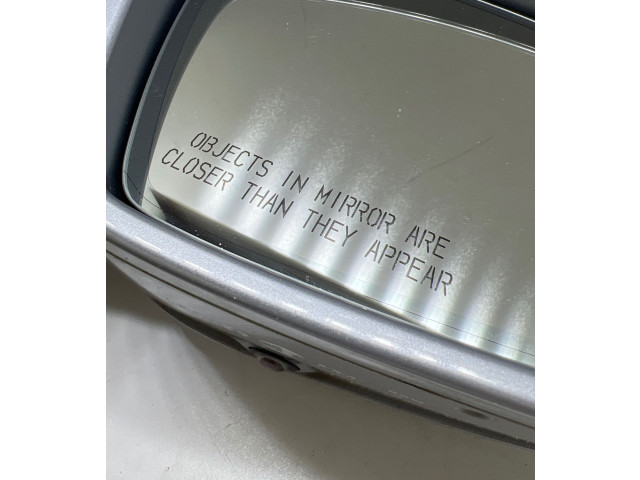 OBJECTS IN MIRROR ARE
CLOSER THAN THEY APPEAR